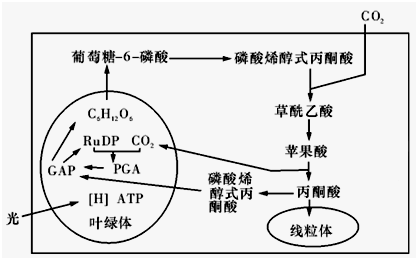 CO₂
葡萄糖-6-磷酸
磷酸烯醇式丙酮酸
C₆H₁₂O₆
草酰乙酸
RuDP CO₂
苹果酸
GAP PGA
磷酸烯
醇式丙
酮酸
丙酮酸
[H] ATP
光
叶绿体
线粒体